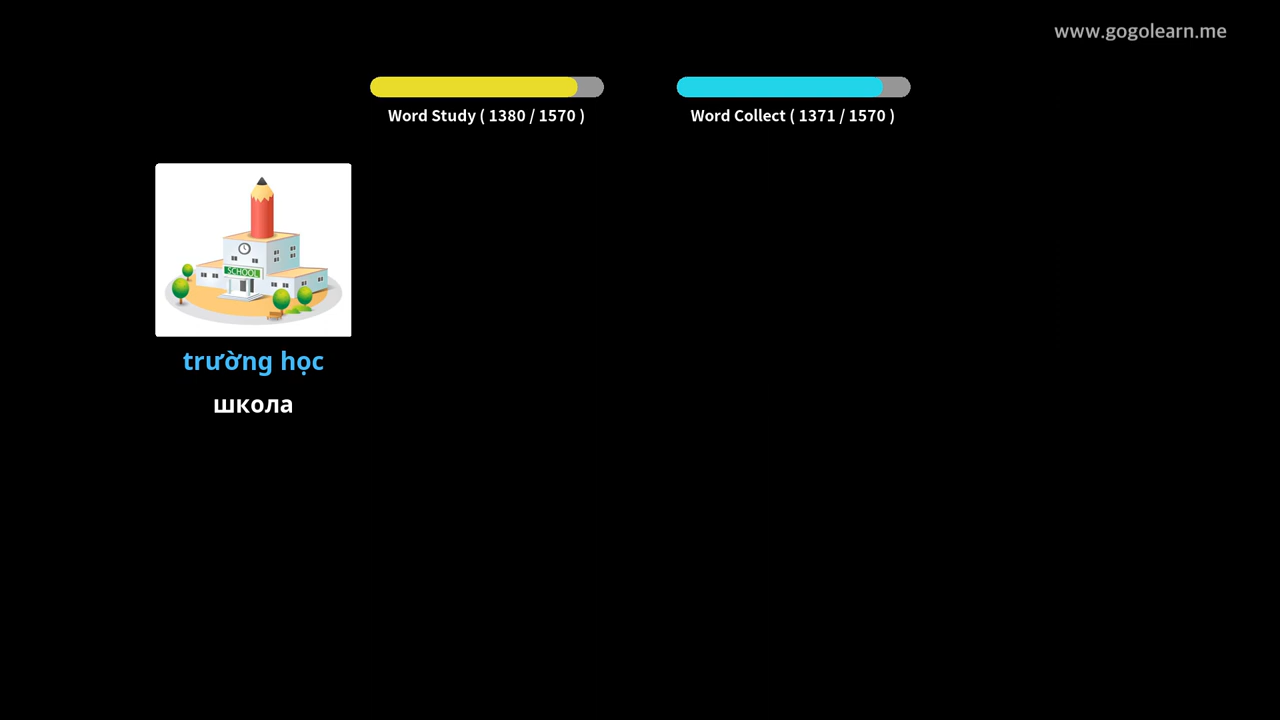 www.gogolearn.me
Word Study ( 1380 / 1570 )
Word Collect ( 1371 / 1570 )
SCHOOL
trường học
школа